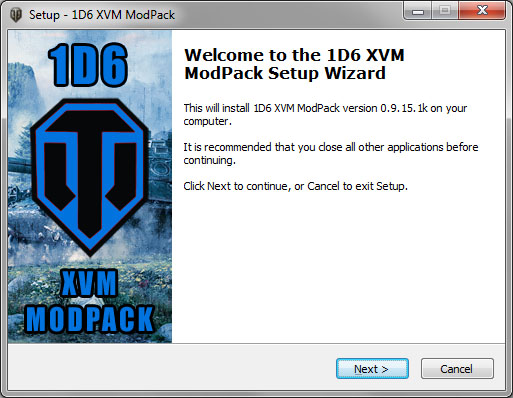 Setup - 1D6 XVM ModPack
1D6
XVM
MODPACK
Welcome to the 1D6 XVM
ModPack Setup Wizard
This will install 1D6 XVM ModPack version 0.9.15.1k on your
computer.
It is recommended that you close all other applications before
continuing.
Click Next to continue, or Cancel to exit Setup.
Next >
Cancel